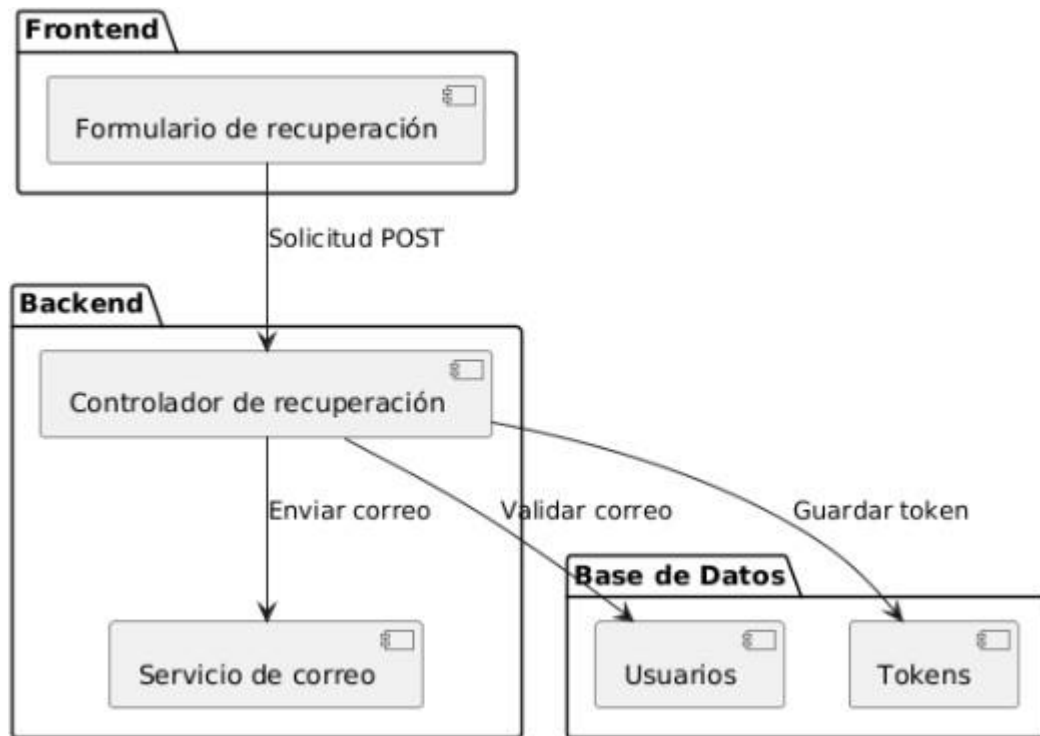 Frontend
Formulario de recuperación
Solicitud POST
Backend
Controlador de recuperación
Enviar correo
Validar correo
Guardar token
Base de Datos
Servicio de correo
Usuarios
Tokens